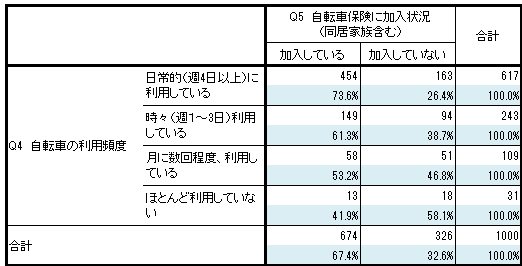 Q5 自転車保険に加入状況
(同居家族含む)
合計
加入している 加入していない
Q4 自転車の利用頻度
日常的(週4日以上)に
利用している
454 163 617
73.6% 26.4% 100.0%
時々(週1～3日)利用
している
149 94 243
61.3% 38.7% 100.0%
月に数回程度、利用し
ている
58 51 109
53.2% 46.8% 100.0%
ほとんど利用していな
い
13 18 31
41.9% 58.1% 100.0%
合計
674 326 1000
67.4% 32.6% 100.0%